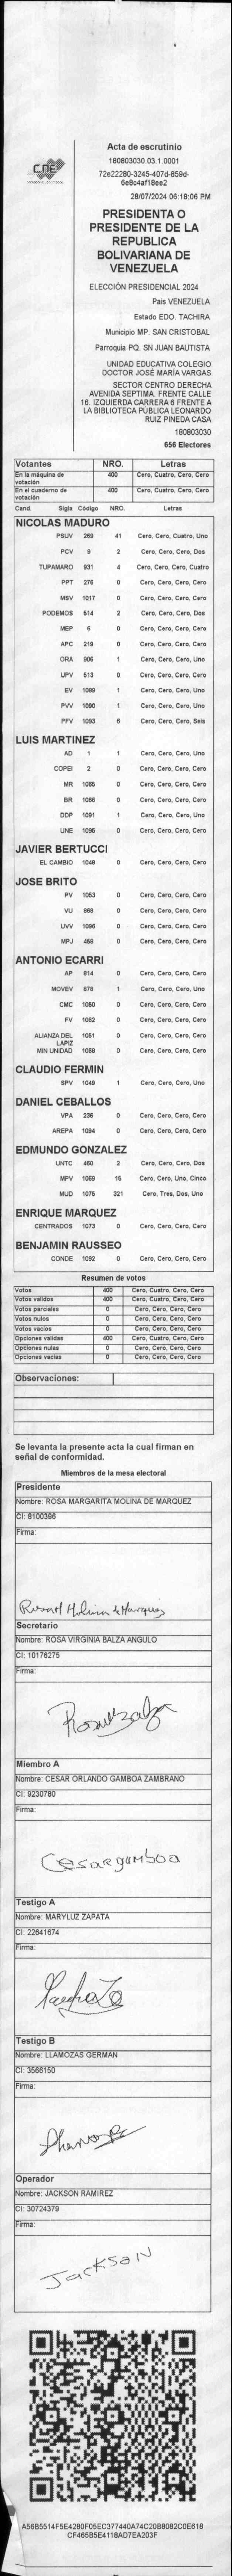 CNE
Acta de escrutinio
180803030.03.1.0001
72e22280-3245-407d-859d-
6e8c4af18ee2
28/07/2024 06:18:06 PM
PRESIDENTA O
PRESIDENTE DE LA
REPUBLICA
BOLIVARIANA DE
VENEZUELA
ELECCIÓN PRESIDENCIAL 2024
País VENEZUELA
Estado EDO. TACHIRA
Municipio MP. SAN CRISTOBAL
Parroquia PQ. SN JUAN BAUTISTA
UNIDAD EDUCATIVA COLEGIO
DOCTOR JOSÉ MARÍA VARGAS
SECTOR CENTRO DERECHA
AVENIDA SEPTIMA. FRENTE CALLE
16. IZQUIERDA CARRERA 6 FRENTE A
LA BIBLIOTECA PÚBLICA LEONARDO
RUIZ PINEDA CASA
180803030
656 Electores
Votantes NRO. Letras
En la máquina de votación 400 Cero, Cuatro, Cero, Cero
En el cuaderno de votación 400 Cero, Cuatro, Cero, Cero
Cand. Sigla Código NRO. Letras
NICOLAS MADURO
PSUV 269 41 Cero, Cero, Cuatro, Uno
PCV 9 2 Cero, Cero, Cero, Dos
TUPAMARO 931 4 Cero, Cero, Cero, Cuatro
PPT 276 0 Cero, Cero, Cero, Cero
MSV 1017 0 Cero, Cero, Cero, Cero
PODEMOS 514 2 Cero, Cero, Cero, Dos
MEP 6 0 Cero, Cero, Cero, Cero
APC 219 0 Cero, Cero, Cero, Cero
ORA 906 1 Cero, Cero, Cero, Uno
UPV 513 0 Cero, Cero, Cero, Cero
EV 1089 1 Cero, Cero, Cero, Uno
PVV 1090 1 Cero, Cero, Cero, Uno
PFV 1093 6 Cero, Cero, Cero, Seis
LUIS MARTINEZ
AD 1 1 Cero, Cero, Cero, Uno
COPEI 2 0 Cero, Cero, Cero, Cero
MR 1065 0 Cero, Cero, Cero, Cero
BR 1066 0 Cero, Cero, Cero, Cero
DDP 1091 1 Cero, Cero, Cero, Uno
UNE 1095 0 Cero, Cero, Cero, Cero
JAVIER BERTUCCI
EL CAMBIO 1048 0 Cero, Cero, Cero, Cero
JOSE BRITO
PV 1053 0 Cero, Cero, Cero, Cero
VU 868 0 Cero, Cero, Cero, Cero
UVV 1096 0 Cero, Cero, Cero, Cero
MPJ 459 0 Cero, Cero, Cero, Cero
ANTONIO ECARRI
AP 814 0 Cero, Cero, Cero, Cero
MOVEV 878 1 Cero, Cero, Cero, Uno
CMC 1050 0 Cero, Cero, Cero, Cero
FV 1062 0 Cero, Cero, Cero, Cero
ALIANZA DEL LAPIZ 1051 0 Cero, Cero, Cero, Cero
MIN UNIDAD 1068 0 Cero, Cero, Cero, Cero
CLAUDIO FERMIN
SPV 1049 1 Cero, Cero, Cero, Uno
DANIEL CEBALLOS
VPA 236 0 Cero, Cero, Cero, Cero
AREPA 1094 0 Cero, Cero, Cero, Cero
EDMUNDO GONZALEZ
UNTC 460 2 Cero, Cero, Cero, Dos
MPV 1069 15 Cero, Cero, Uno, Cinco
MUD 1075 321 Cero, Tres, Dos, Uno
ENRIQUE MARQUEZ
CENTRADOS 1073 0 Cero, Cero, Cero, Cero
BENJAMIN RAUSSEO
CONDE 1092 0 Cero, Cero, Cero, Cero
Resumen de votos
Votos 400 Cero, Cuatro, Cero, Cero
Votos validos 400 Cero, Cuatro, Cero, Cero
Votos parciales 0 Cero, Cero, Cero, Cero
Votos nulos 0 Cero, Cero, Cero, Cero
Votos vacios 0 Cero, Cero, Cero, Cero
Opciones validas 400 Cero, Cuatro, Cero, Cero
Opciones nulas 0 Cero, Cero, Cero, Cero
Opciones vacias 0 Cero, Cero, Cero, Cero
Observaciones:
Se levanta la presente acta la cual firman en
señal de conformidad.
Miembros de la mesa electoral
Presidente
Nombre: ROSA MARGARITA MOLINA DE MARQUEZ
CI: 8100396
Firma:
Rosa M Molina de Marquez
Secretario
Nombre: ROSA VIRGINIA BALZA ANGULO
CI: 10176275
Firma:
Miembro A
Nombre: CESAR ORLANDO GAMBOA ZAMBRANO
CI: 9230780
Firma:
Cesar gamboa
Testigo A
Nombre: MARYLUZ ZAPATA
CI: 22641674
Firma:
Testigo B
Nombre: LLAMOZAS GERMAN
CI: 3566150
Firma:
Operador
Nombre: JACKSON RAMIREZ
CI: 30724379
Firma:
Jackson
A56B5514F5E4280F05EC377440A74C20B8082C0E618
CF465B5E4118AD7EA203F